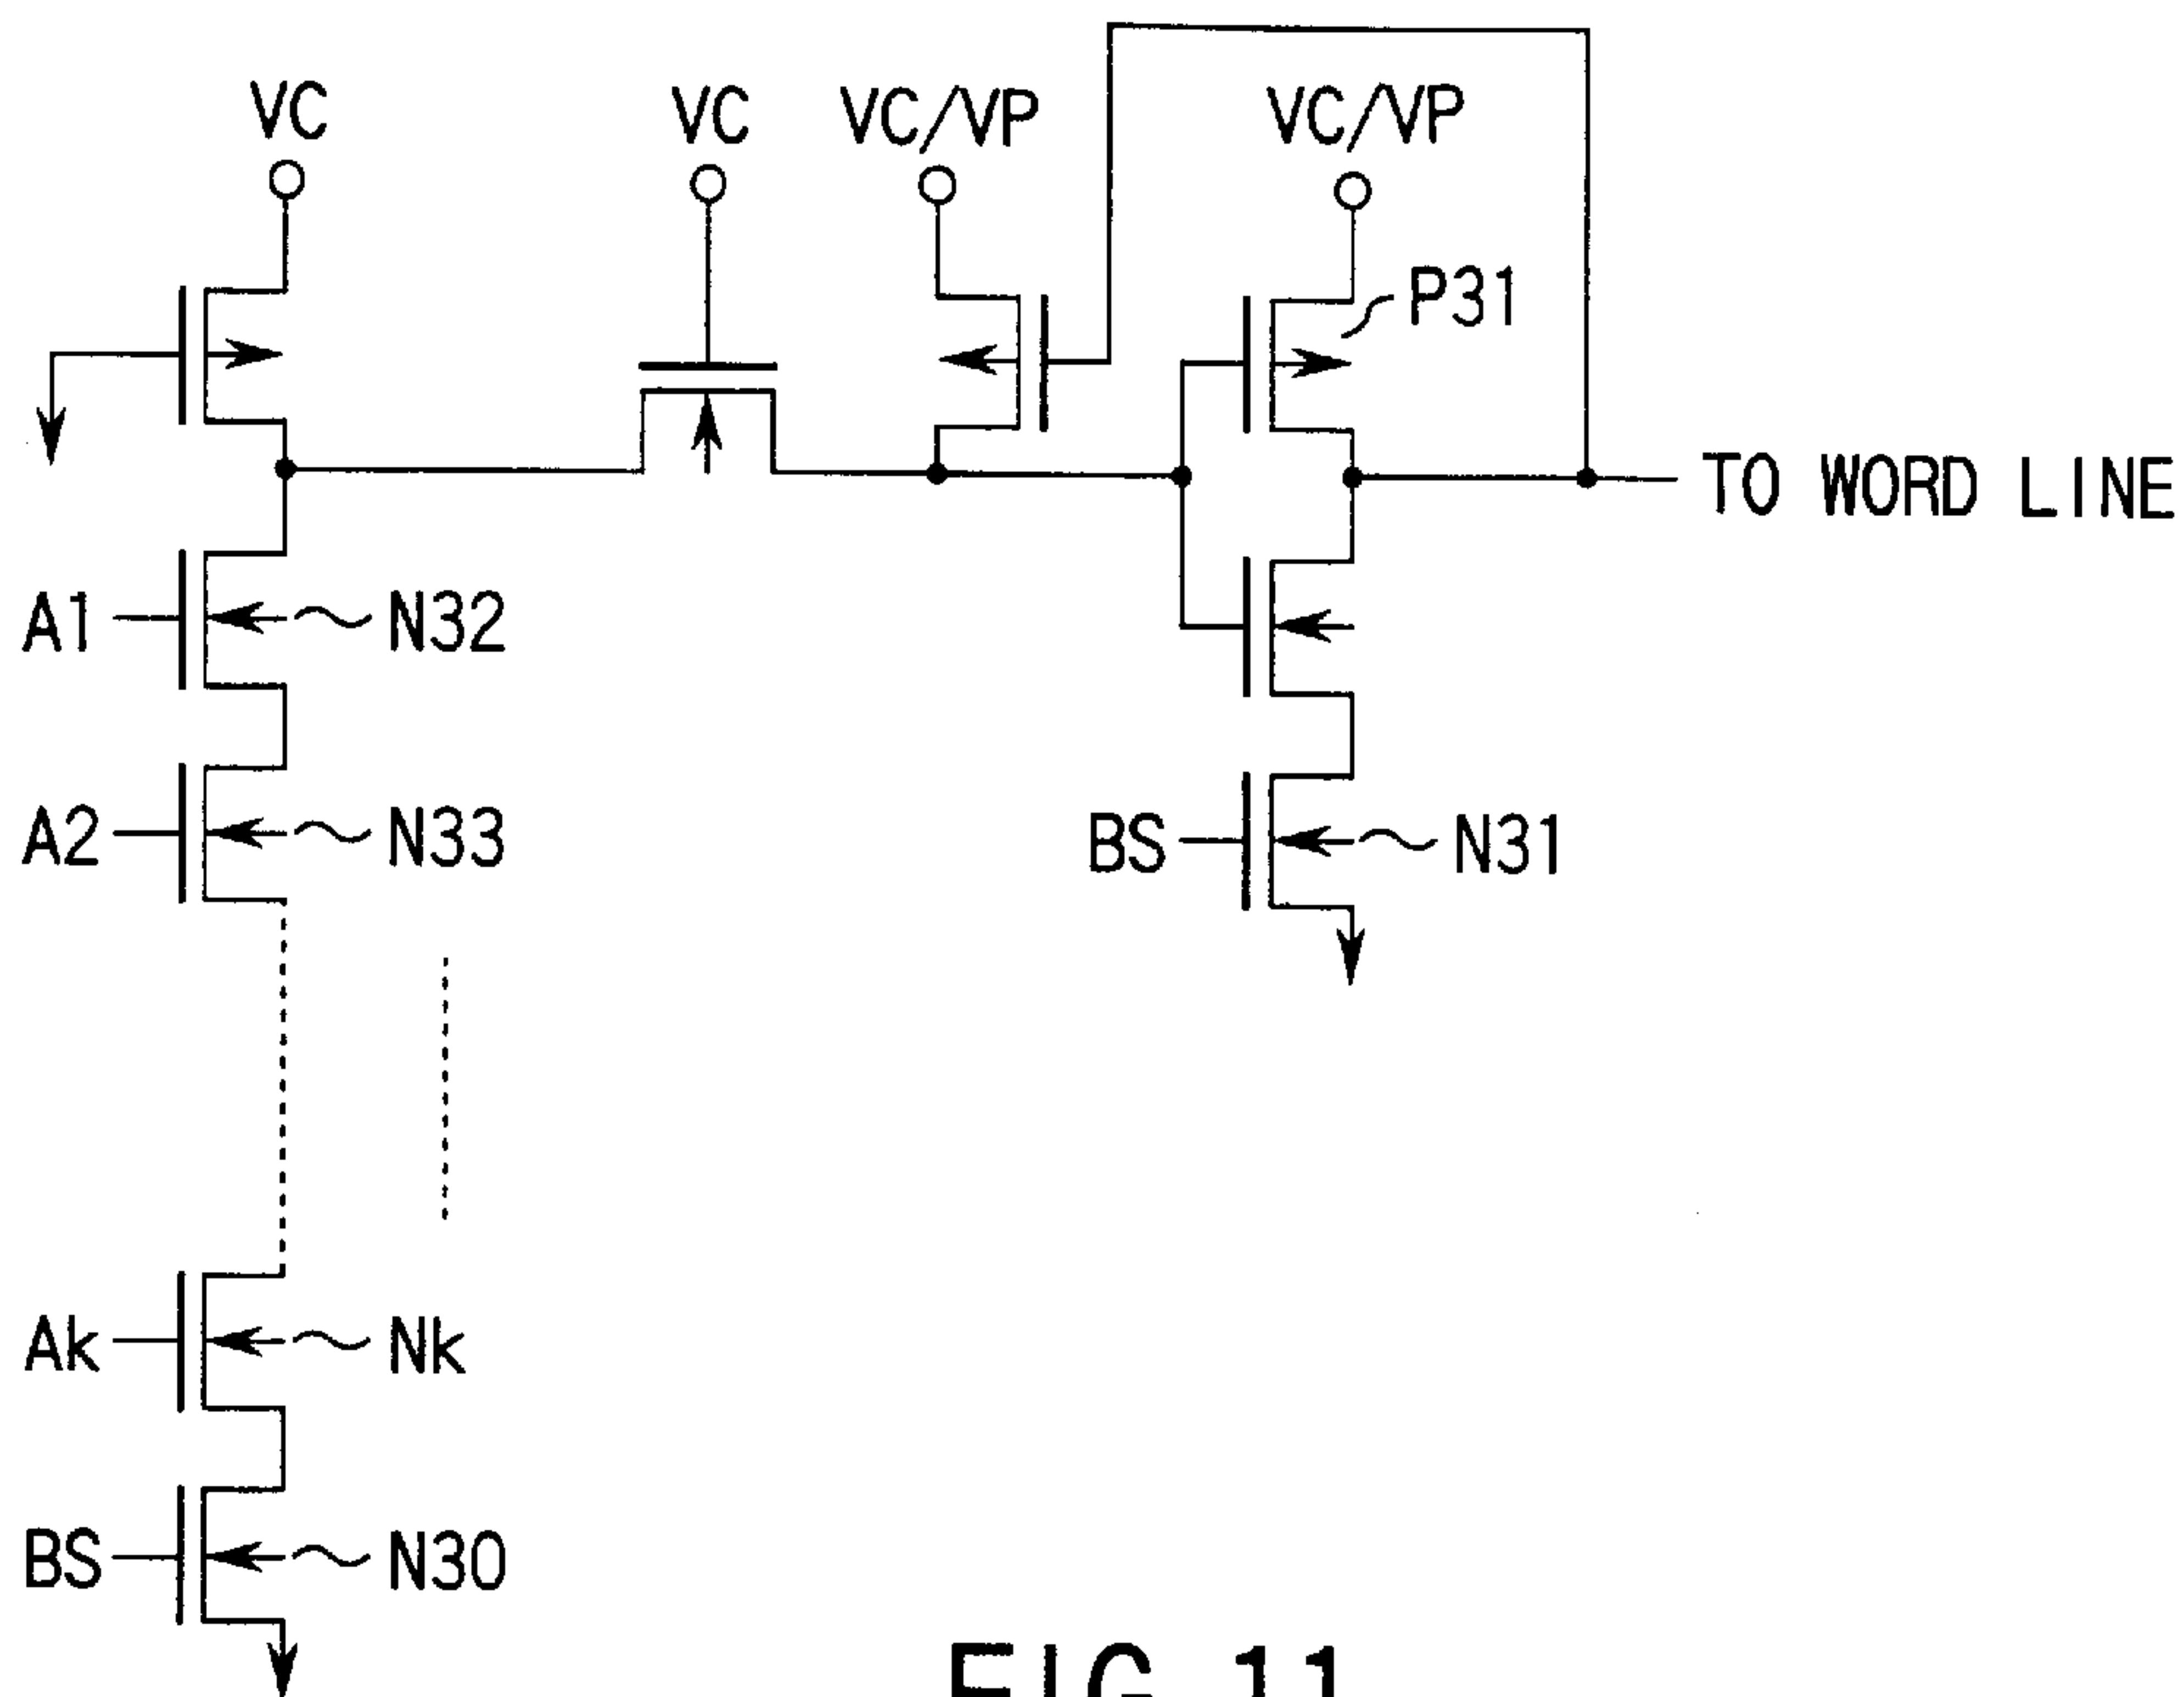 VC
VC
VC/VP
VC/VP
P31
TO WORD LINE
A1
N32
A2
N33
BS
N31
Ak
Nk
BS
N30
FIG.11